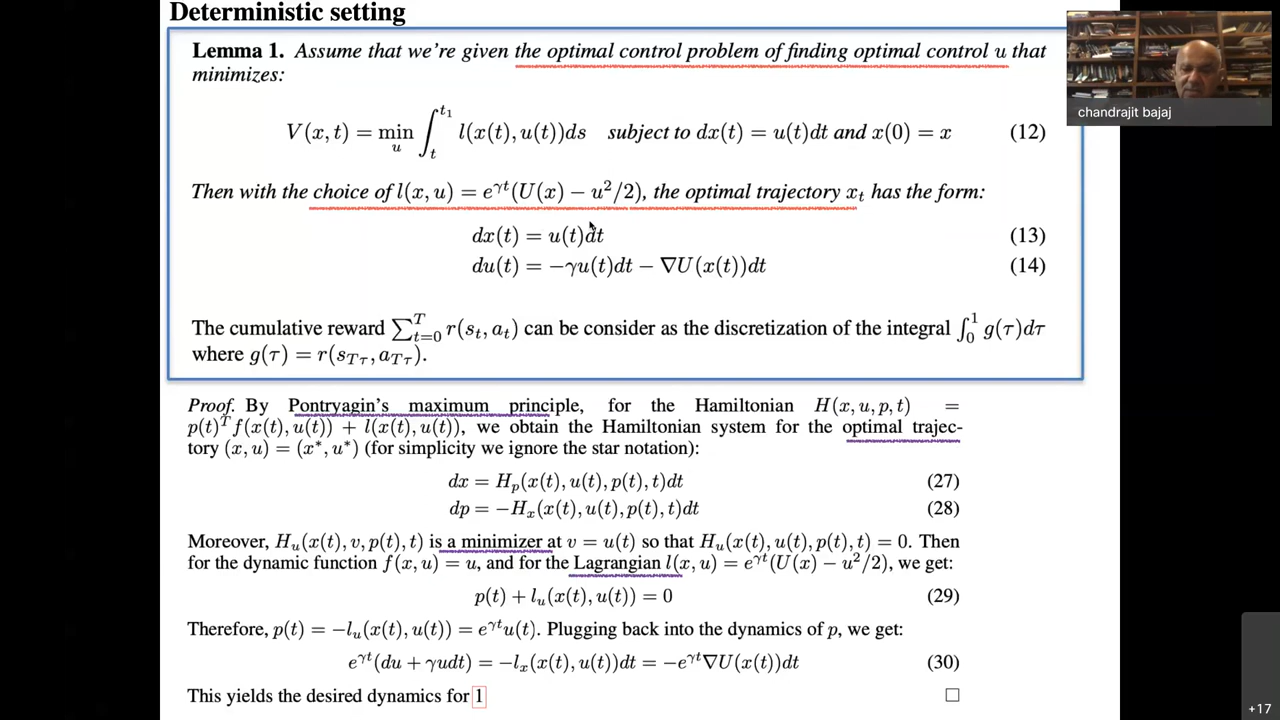 Deterministic setting
Lemma 1. Assume that we're given the optimal control problem of finding optimal control u that
minimizes:
V(x, t) = min_u ∫_t^{t_1} l(x(t), u(t))ds subject to dx(t) = u(t)dt and x(0) = x (12)
Then with the choice of l(x, u) = e^{γt}(U(x) − u²/2), the optimal trajectory x_t has the form:
dx(t) = u(t)dt (13)
du(t) = −γu(t)dt − ∇U(x(t))dt (14)
The cumulative reward ∑_{t=0}^T r(s_t, a_t) can be consider as the discretization of the integral ∫_0^1 g(τ)dτ
where g(τ) = r(s_{Tτ}, a_{Tτ}).
Proof. By Pontryagin's maximum principle, for the Hamiltonian H(x, u, p, t) =
p(t)^T f(x(t), u(t)) + l(x(t), u(t)), we obtain the Hamiltonian system for the optimal trajec-
tory (x, u) = (x*, u*) (for simplicity we ignore the star notation):
dx = H_p(x(t), u(t), p(t), t)dt (27)
dp = −H_x(x(t), u(t), p(t), t)dt (28)
Moreover, H_u(x(t), v, p(t), t) is a minimizer at v = u(t) so that H_u(x(t), u(t), p(t), t) = 0. Then
for the dynamic function f(x, u) = u, and for the Lagrangian l(x, u) = e^{γt}(U(x) − u²/2), we get:
p(t) + l_u(x(t), u(t)) = 0 (29)
Therefore, p(t) = −l_u(x(t), u(t)) = e^{γt}u(t). Plugging back into the dynamics of p, we get:
e^{γt}(du + γudt) = −l_x(x(t), u(t))dt = −e^{γt}∇U(x(t))dt (30)
This yields the desired dynamics for 1 □
chandrajit bajaj
+17